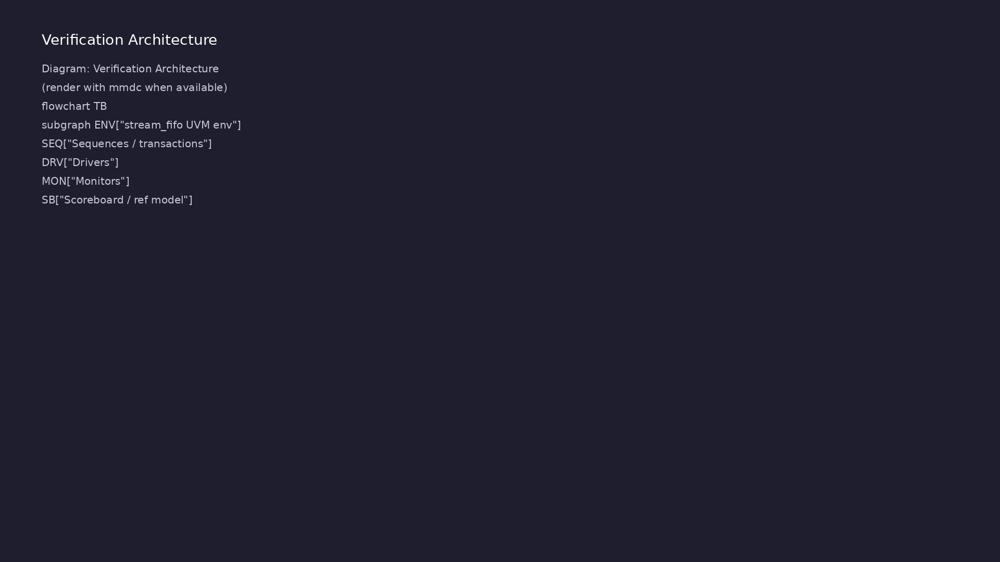 Verification Architecture
Diagram: Verification Architecture
(render with mmdc when available)
flowchart TB
subgraph ENV["stream_fifo UVM env"]
SEQ["Sequences / transactions"]
DRV["Drivers"]
MON["Monitors"]
SB["Scoreboard / ref model"]